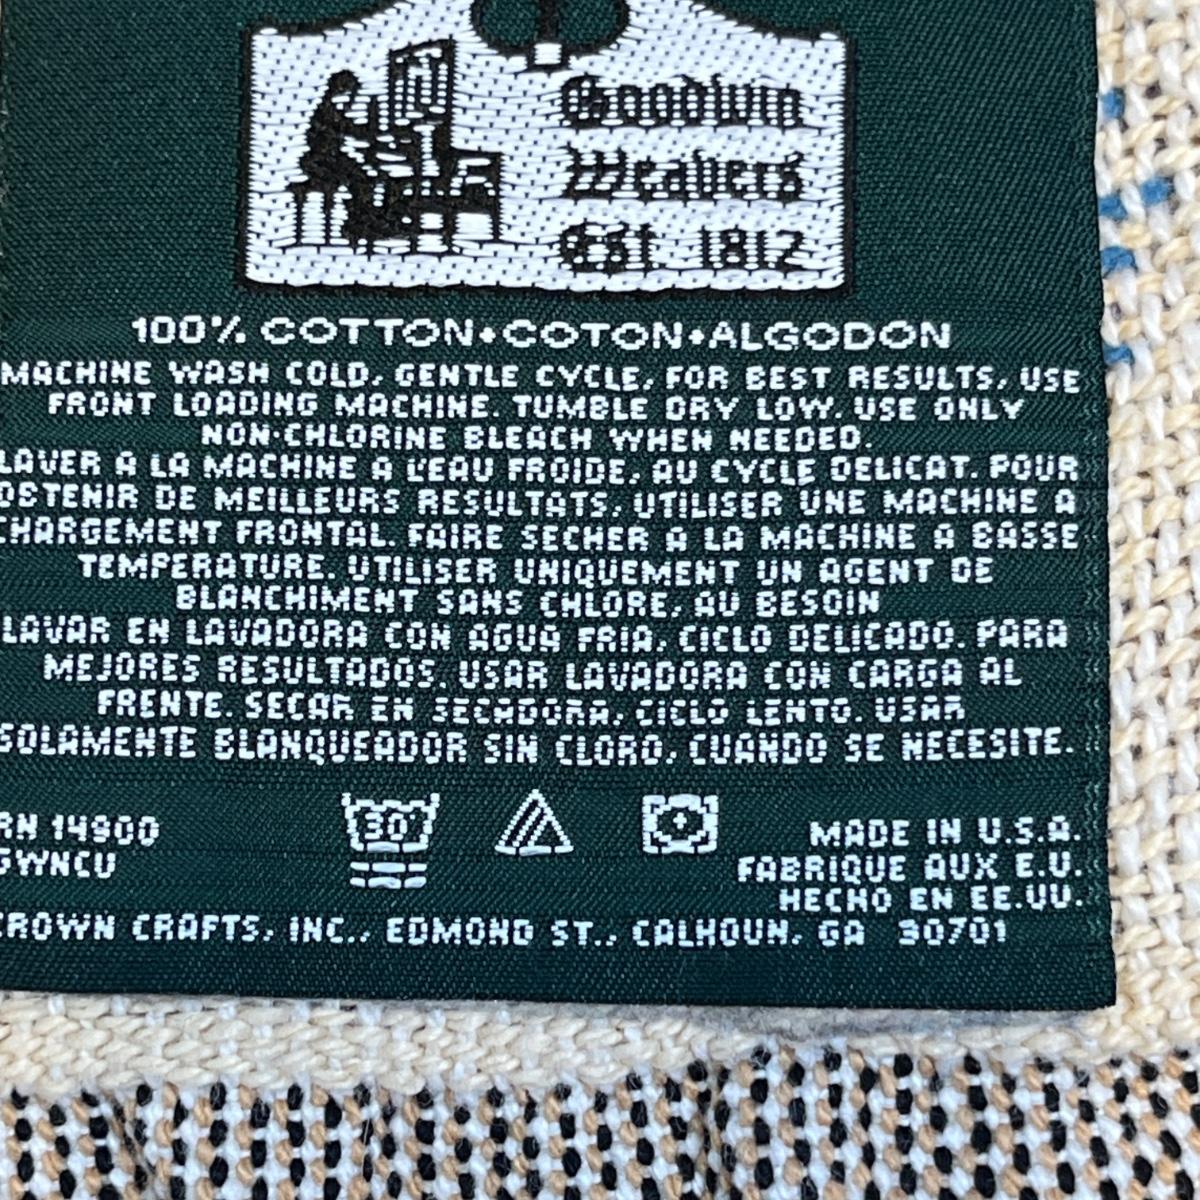 Goodwin
Weavers
Est 1812
100% COTTON•COTON•ALGODON
MACHINE WASH COLD, GENTLE CYCLE, FOR BEST RESULTS, USE
FRONT LOADING MACHINE. TUMBLE DRY LOW. USE ONLY
NON-CHLORINE BLEACH WHEN NEEDED.
LAVER A LA MACHINE A L'EAU FROIDE, AU CYCLE DELICAT. POUR
OBTENIR DE MEILLEURS RESULTATS, UTILISER UNE MACHINE A
CHARGEMENT FRONTAL. FAIRE SECHER A LA MACHINE A BASSE
TEMPERATURE. UTILISER UNIQUEMENT UN AGENT DE
BLANCHIMENT SANS CHLORE, AU BESOIN
LAVAR EN LAVADORA CON AGUA FRIA, CICLO DELICADO. PARA
MEJORES RESULTADOS, USAR LAVADORA CON CARGA AL
FRENTE. SECAR EN SECADORA, CICLO LENTO. USAR
SOLAMENTE BLANQUEADOR SIN CLORO, CUANDO SE NECESITE.
RN 14900
GWNCU
30°
MADE IN U.S.A.
FABRIQUE AUX E.U.
HECHO EN EE.UU.
CROWN CRAFTS, INC., EDMOND ST., CALHOUN, GA 30701